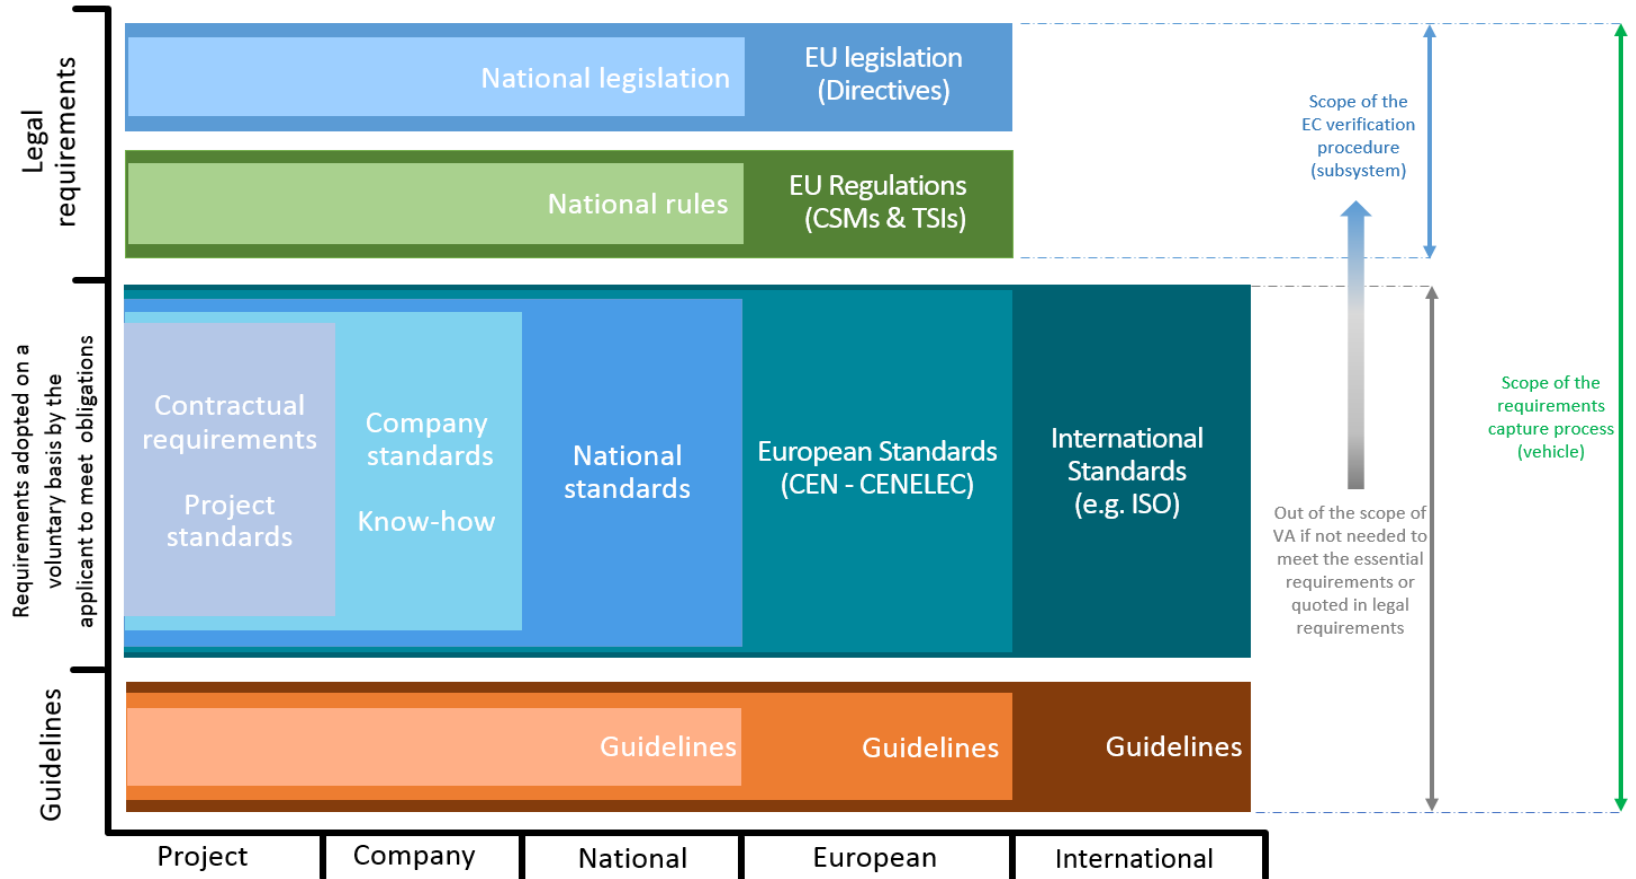 Legal
requirements
National legislation
EU legislation
(Directives)
National rules
EU Regulations
(CSMs & TSIs)
Scope of the
EC verification
procedure
(subsystem)
Requirements adopted on a
voluntary basis by the
applicant to meet obligations
Contractual
requirements
Project
standards
Company
standards
Know-how
National
standards
European Standards
(CEN - CENELEC)
International
Standards
(e.g. ISO)
Out of the scope of
VA if not needed to
meet the essential
requirements or
quoted in legal
requirements
Scope of the
requirements
capture process
(vehicle)
Guidelines
Guidelines
Guidelines
Guidelines
Project
Company
National
European
International